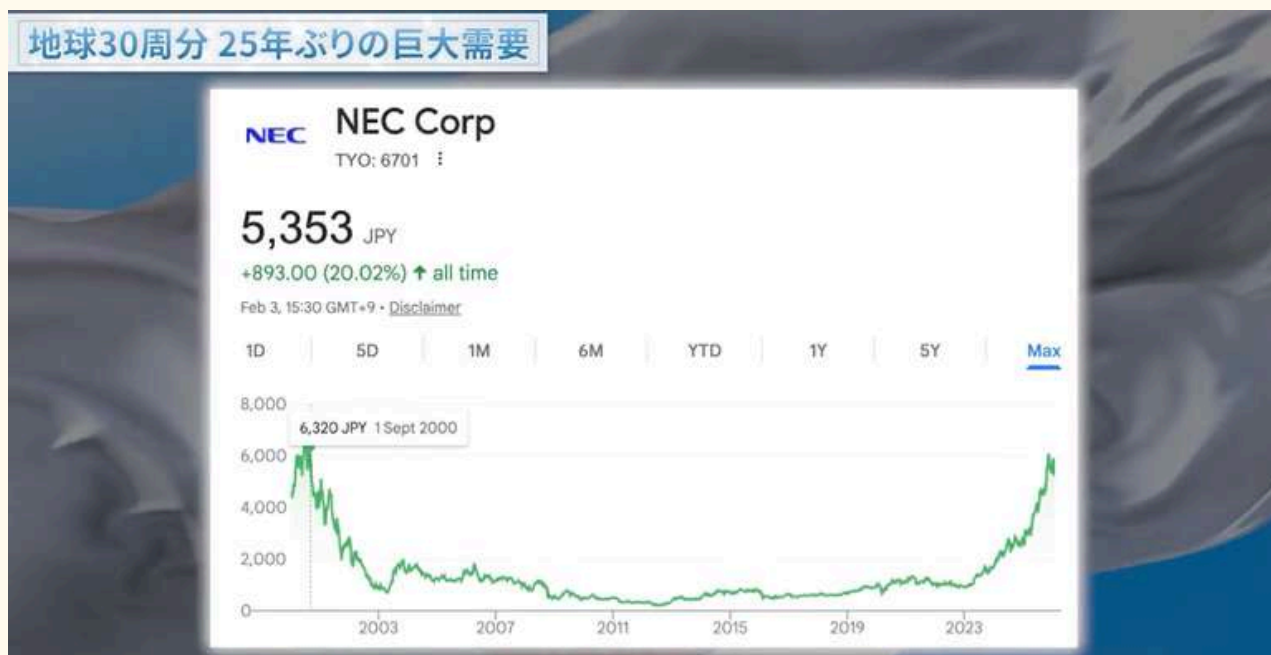 地球30周分 25年ぶりの巨大需要
NEC
NEC Corp
TYO: 6701
5,353 JPY
+893.00 (20.02%) ↑ all time
Feb 3, 15:30 GMT+9 • Disclaimer
1D 5D 1M 6M YTD 1Y 5Y Max
8,000
6,320 JPY 1 Sept 2000
6,000
4,000
2,000
0
2003 2007 2011 2015 2019 2023